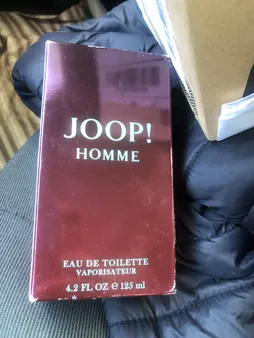 JOOP!
HOMME
EAU DE TOILETTE
VAPORISATEUR
4.2 FL OZ e 125 ml